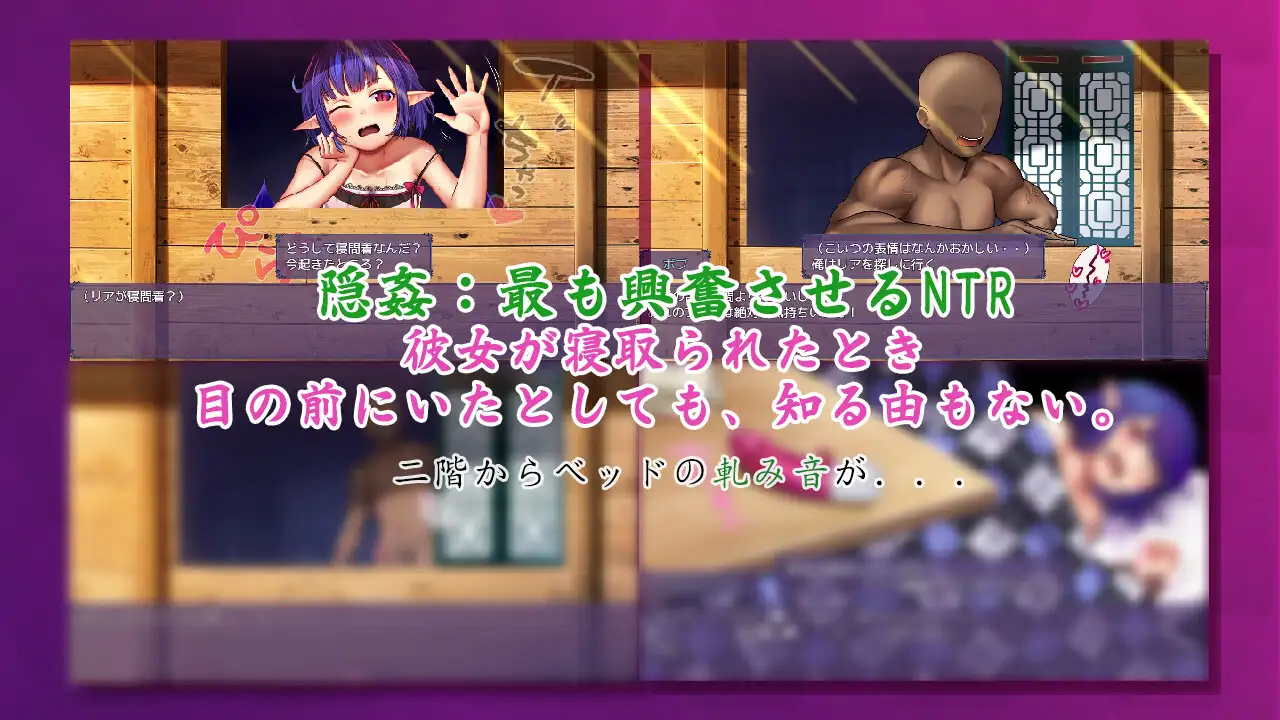 ぴ
どうして寝間着なんだ？
今起きたところ？
（リアが寝間着？）
（こいつの表情はなんかおかしい・・）
俺はリアを探しに行く
ボブ
隠姦：最も興奮させるNTR
彼女が寝取られたとき
目の前にいたとしても、知る由もない。
二階からベッドの軋み音が．．．